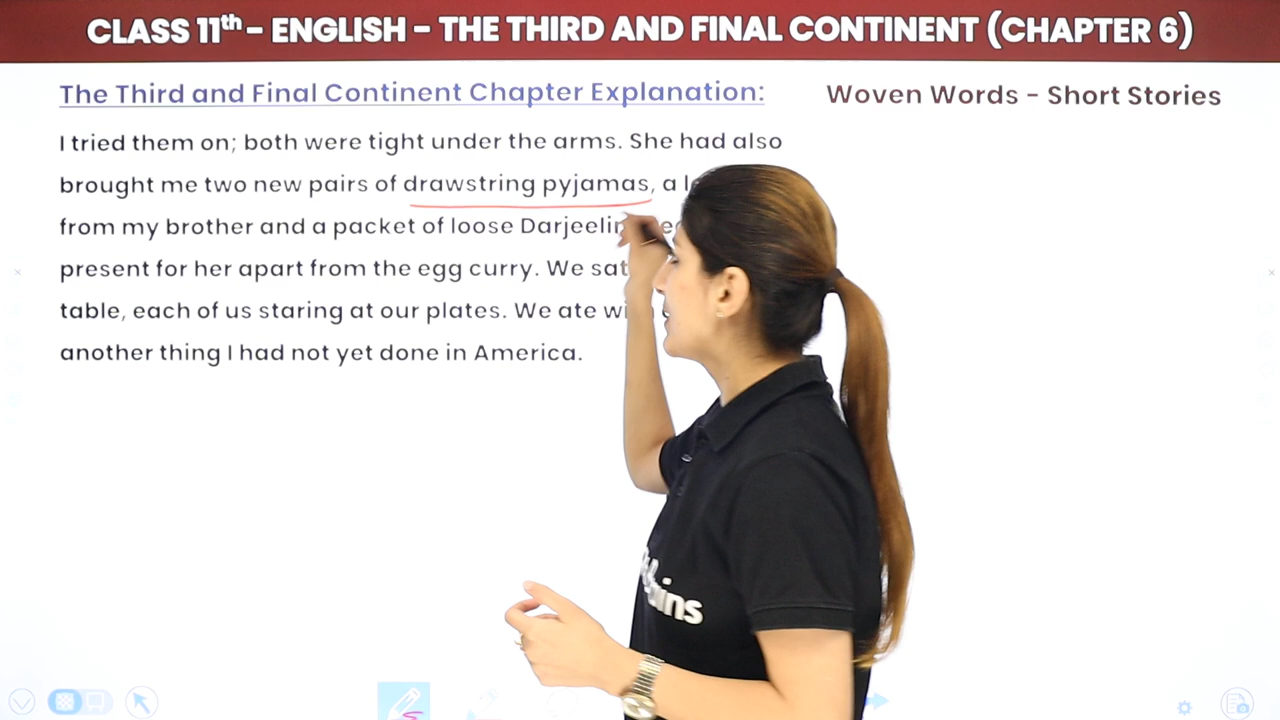 CLASS 11th - ENGLISH - THE THIRD AND FINAL CONTINENT (CHAPTER 6)
The Third and Final Continent Chapter Explanation:
Woven Words - Short Stories
I tried them on; both were tight under the arms. She had also
brought me two new pairs of drawstring pyjamas, a
from my brother and a packet of loose
present for her apart from the egg curry. We sat
table, each of us staring at our plates. We ate
another thing I had not yet done in America.